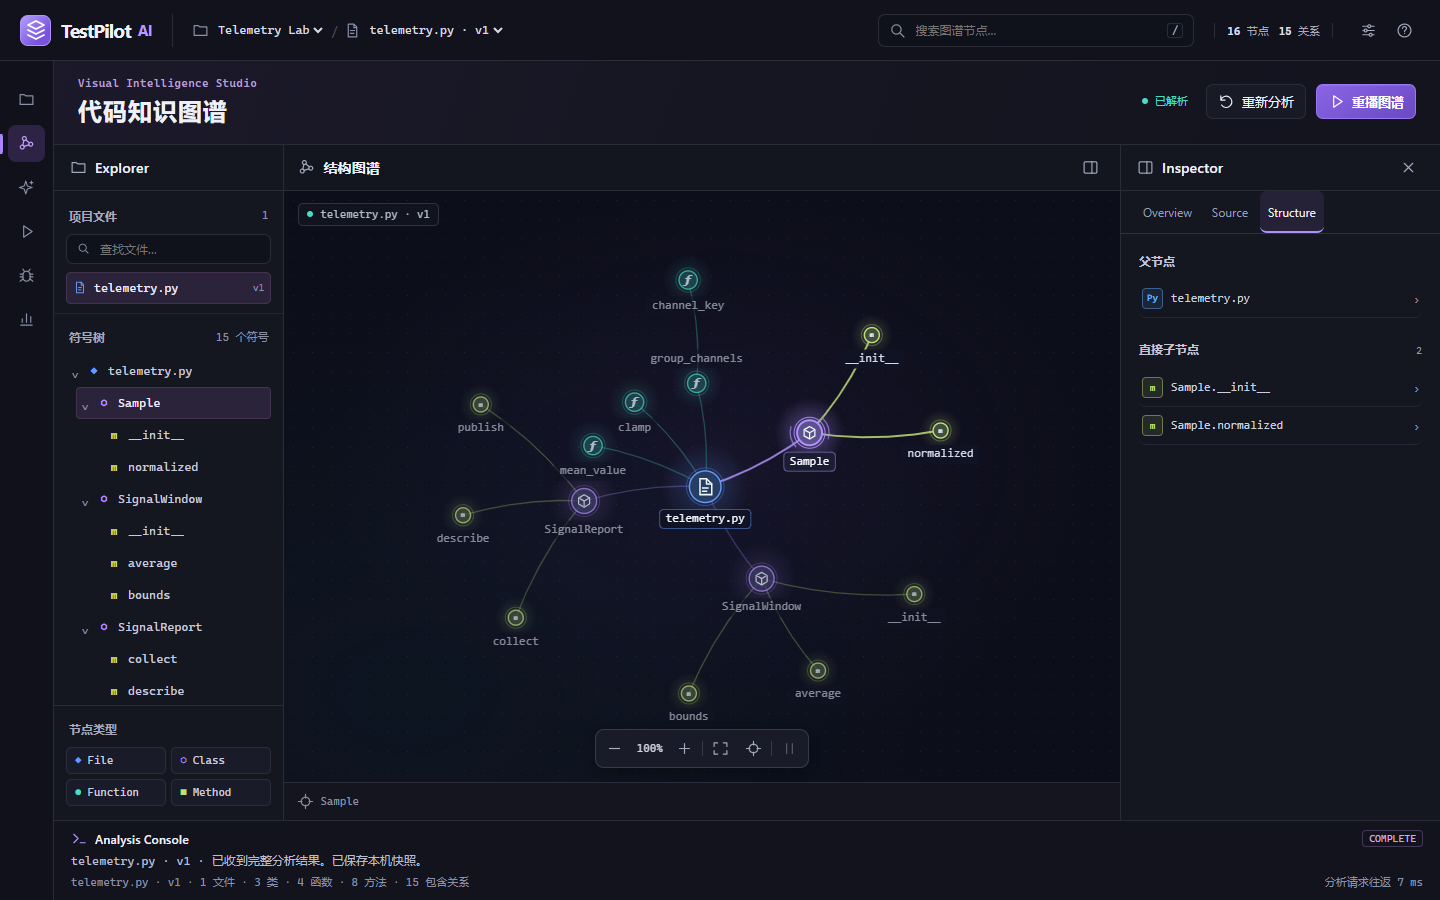 TestPilot AI
Telemetry Lab / telemetry.py · v1
搜索图谱节点... /
16 节点 15 关系
Visual Intelligence Studio
代码知识图谱
已解析
重新分析
重播图谱
Explorer
项目文件 1
查找文件...
telemetry.py v1
符号树 15 个符号
telemetry.py
Sample
m __init__
m normalized
SignalWindow
m __init__
m average
m bounds
SignalReport
m collect
m describe
节点类型
File
Class
Function
Method
结构图谱
telemetry.py · v1
channel_key
group_channels
__init__
publish
clamp
normalized
mean_value
Sample
telemetry.py
SignalReport
describe
SignalWindow
__init__
collect
average
bounds
100%
Sample
Inspector
Overview Source Structure
父节点
Py telemetry.py
直接子节点 2
m Sample.__init__
m Sample.normalized
Analysis Console
COMPLETE
telemetry.py · v1 · 已收到完整分析结果。已保存本机快照。
telemetry.py · v1 · 1 文件 · 3 类 · 4 函数 · 8 方法 · 15 包含关系
分析请求往返 7 ms